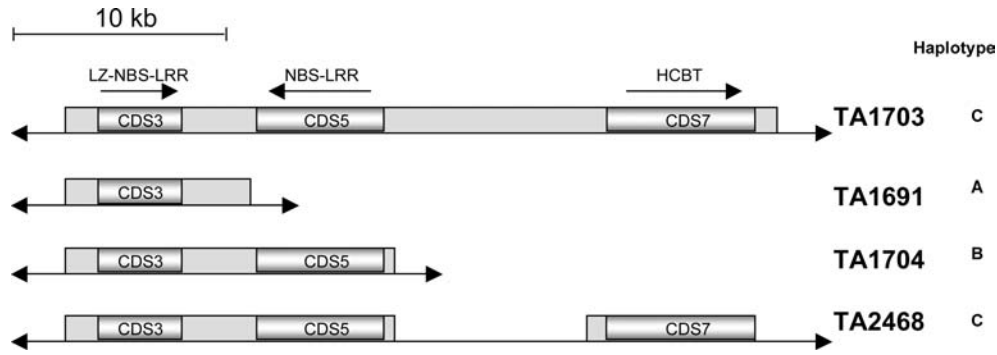 10 kb
Haplotype
LZ-NBS-LRR NBS-LRR HCBT
CDS3 CDS5 CDS7 TA1703 C
CDS3 TA1691 A
CDS3 CDS5 TA1704 B
CDS3 CDS5 CDS7 TA2468 C